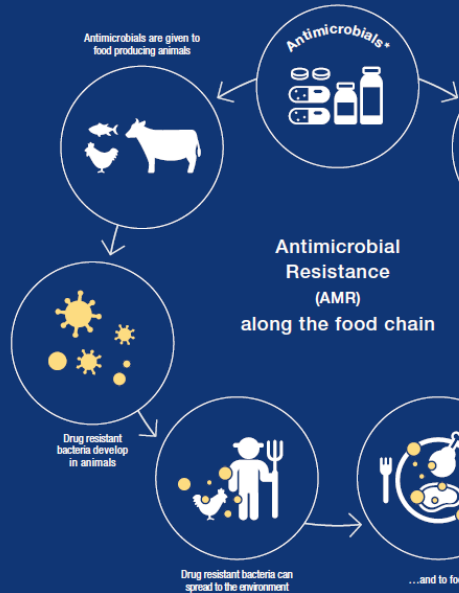 Antimicrobials are given to
food producing animals
Antimicrobials*
Antimicrobial
Resistance
(AMR)
along the food chain
Drug resistant
bacteria develop
in animals
Drug resistant bacteria can
spread to the environment
...and to